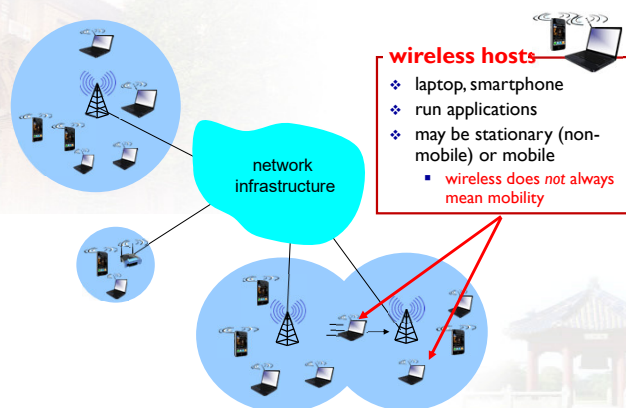 wireless hosts
❖ laptop, smartphone
❖ run applications
❖ may be stationary (non-
mobile) or mobile
▪ wireless does not always
mean mobility
network
infrastructure